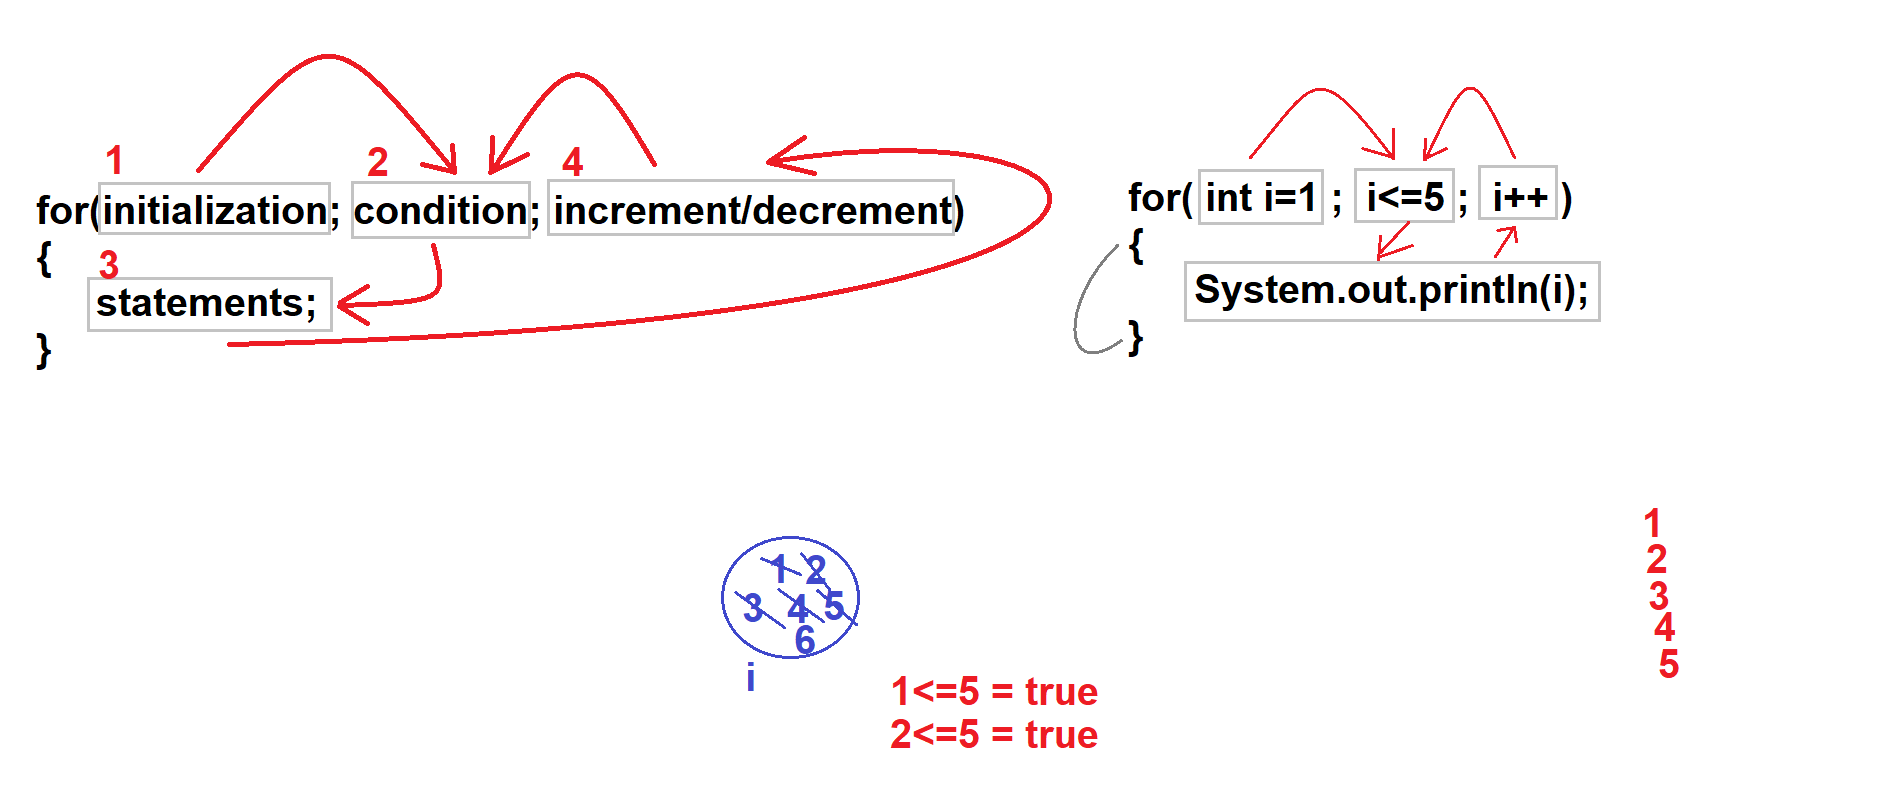 1 2 4
for(initialization; condition; increment/decrement)
{
3
statements;
}
for( int i=1 ; i<=5 ; i++ )
{
System.out.println(i);
}
1 2
3 4 5
6
i
1<=5 = true
2<=5 = true
1
2
3
4
5